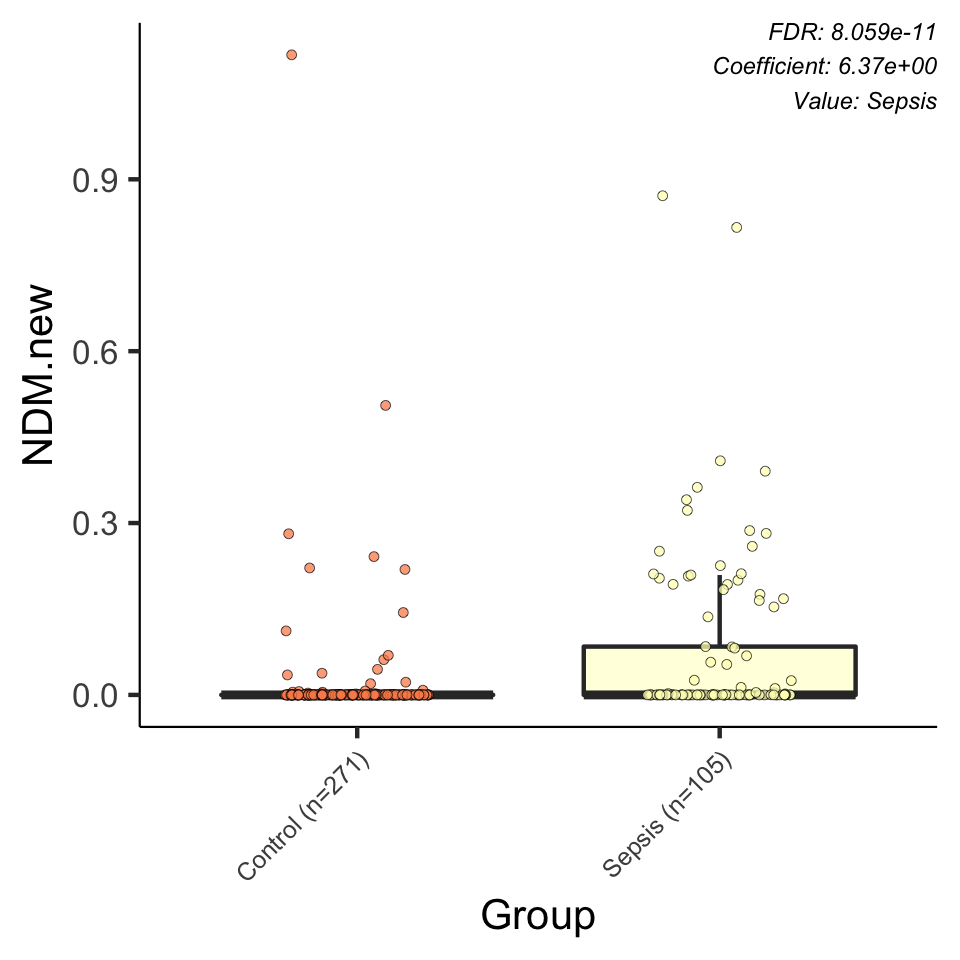 FDR: 8.059e-11
Coefficient: 6.37e+00
Value: Sepsis
NDM.new
0.9
0.6
0.3
0.0
Control (n=271)
Sepsis (n=105)
Group